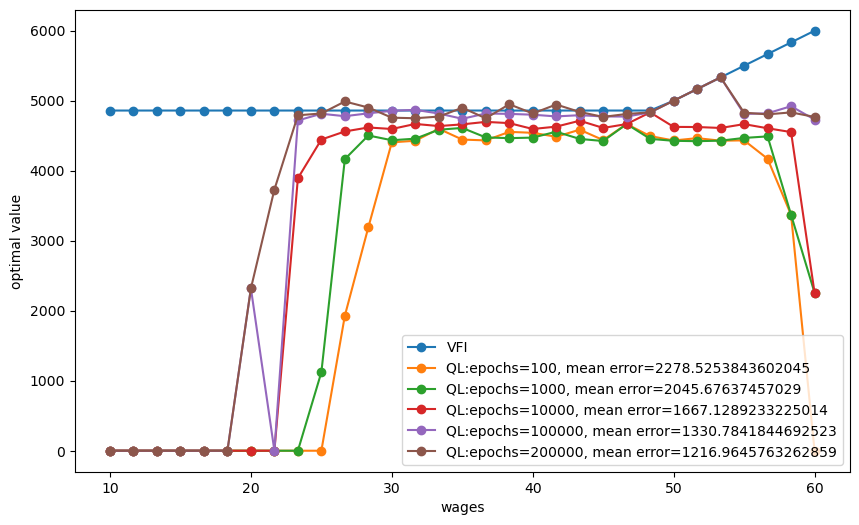 6000
5000
4000
3000
2000
1000
0
optimal value
10
20
30
40
50
60
wages
VFI
QL:epochs=100, mean error=2278.5253843602045
QL:epochs=1000, mean error=2045.67637457029
QL:epochs=10000, mean error=1667.1289233225014
QL:epochs=100000, mean error=1330.7841844692523
QL:epochs=200000, mean error=1216.9645763262859